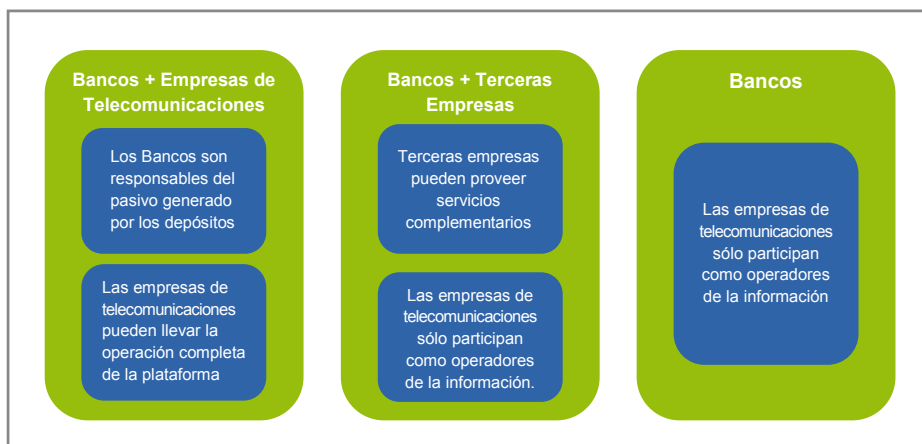 Bancos + Empresas de
Telecomunicaciones
Los Bancos son
responsables del
pasivo generado
por los depósitos
Las empresas de
telecomunicaciones
pueden llevar la
operación completa
de la plataforma
Bancos + Terceras
Empresas
Terceras empresas
pueden proveer
servicios
complementarios
Las empresas de
telecomunicaciones
sólo participan
como operadores
de la información.
Bancos
Las empresas de
telecomunicaciones
sólo participan
como operadores
de la información